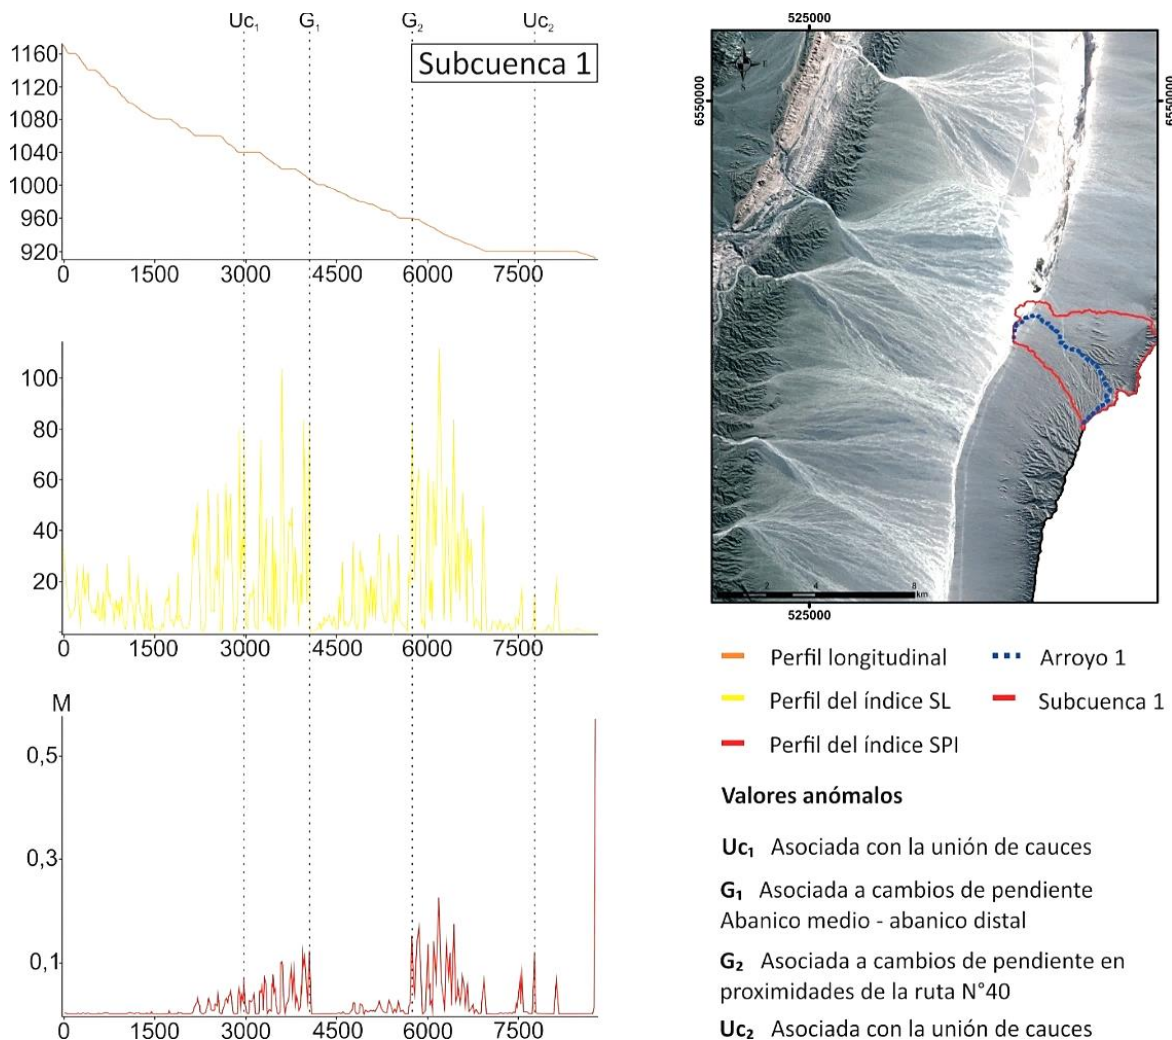 Uc₁ G₁ G₂ Uc₂
Subcuenca 1
1160
1120
1080
1040
1000
960
920
0 1500 3000 4500 6000 7500
100
80
60
40
20
0 1500 3000 4500 6000 7500
M
0,5
0,3
0,1
0 1500 3000 4500 6000 7500
525000
6550000
6550000
2 4 8
km
525000
Perfil longitudinal
Arroyo 1
Perfil del índice SL
Subcuenca 1
Perfil del índice SPI
Valores anómalos
Uc₁ Asociada con la unión de cauces
G₁ Asociada a cambios de pendiente
Abanico medio - abanico distal
G₂ Asociada a cambios de pendiente en
proximidades de la ruta N°40
Uc₂ Asociada con la unión de cauces